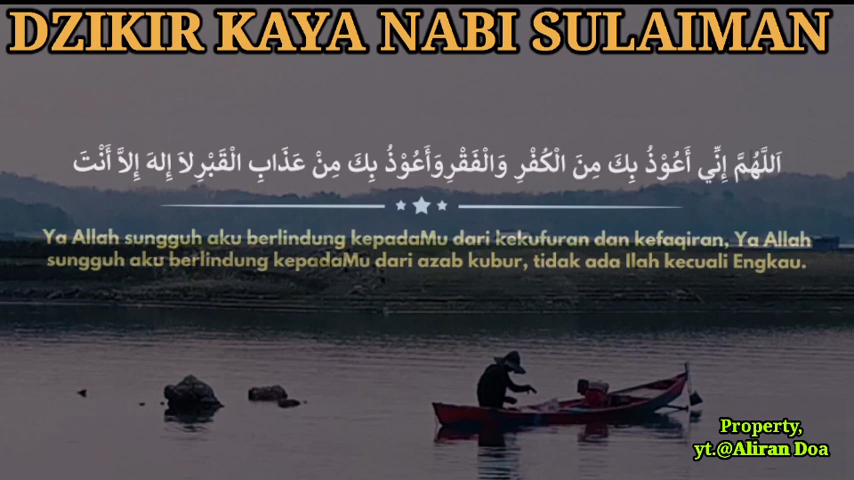 DZIKIR KAYA NABI SULAIMAN
اَللَّهُمَّ إِنِّي أَعُوْذُ بِكَ مِنَ الْكُفْرِ وَالْفَقْرِوَأَعُوْذُ بِكَ مِنْ عَذَابِ الْقَبْرِلاَ إِلهَ إِلاَّ أَنْتَ
Ya Allah sungguh aku berlindung kepadaMu dari kekufuran dan kefaqiran, Ya Allah
sungguh aku berlindung kepadaMu dari azab kubur, tidak ada Ilah kecuali Engkau.
Property,
yt.@Aliran Doa